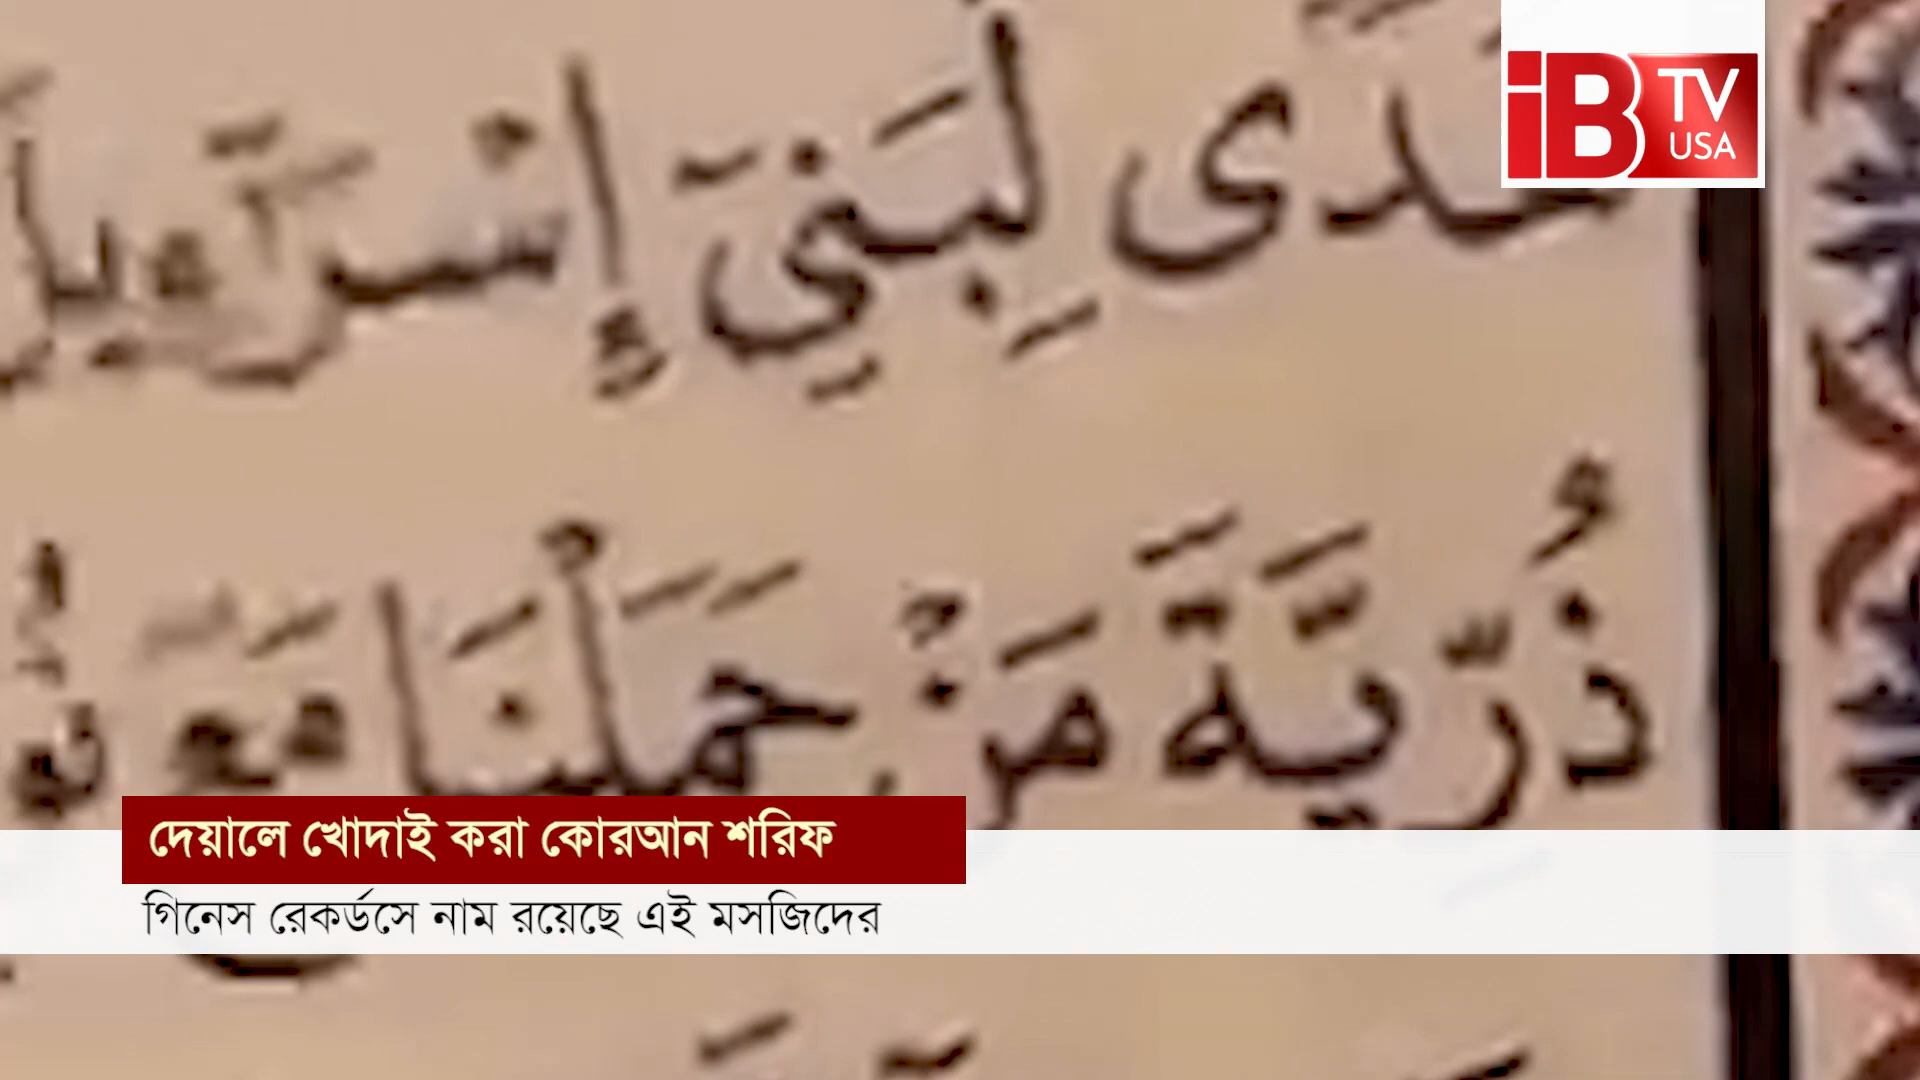 هُدًى لِبَنِيٓ إِسْرَٰٓءِيلَ
iB TV USA
ذُرِّيَّةَ مَنْ حَمَلْنَا مَعَ
দেয়ালে খোদাই করা কোরআন শরিফ
গিনেস রেকর্ডসে নাম রয়েছে এই মসজিদের